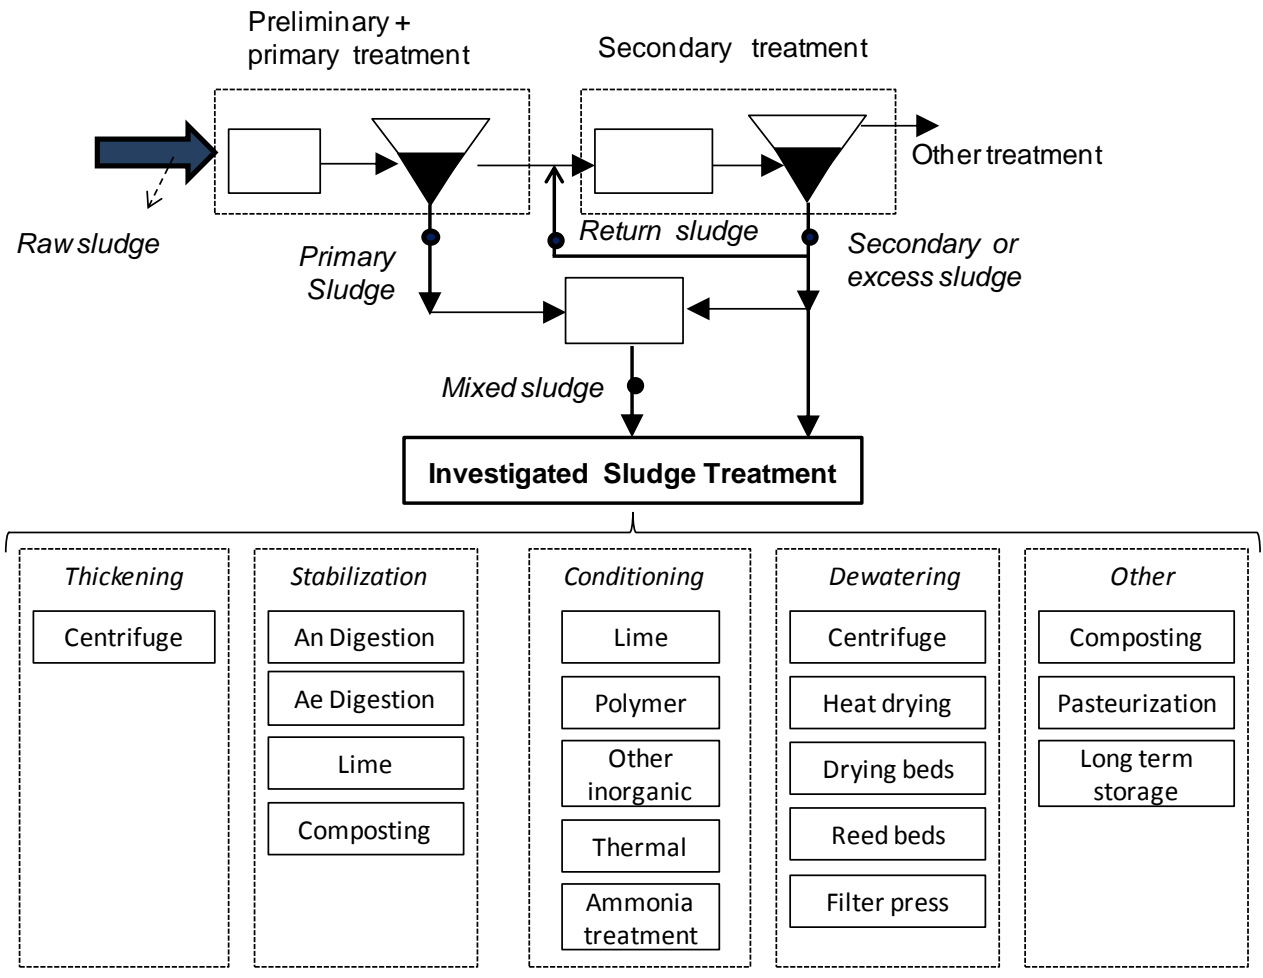 Preliminary +
primary treatment
Secondary treatment
Other treatment
Raw sludge
Primary
Sludge
Return sludge
Secondary or
excess sludge
Mixed sludge
Investigated Sludge Treatment
Thickening
Centrifuge
Stabilization
An Digestion
Ae Digestion
Lime
Composting
Conditioning
Lime
Polymer
Other
inorganic
Thermal
Ammonia
treatment
Dewatering
Centrifuge
Heat drying
Drying beds
Reed beds
Filter press
Other
Composting
Pasteurization
Long term
storage